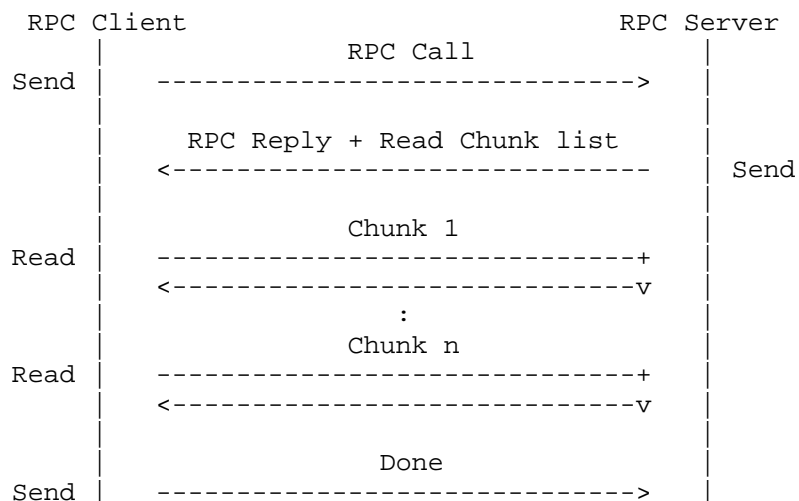 RPC Client                           RPC Server
     |               RPC Call               |
Send |   ------------------------------>   |
     |                                      |
     |     RPC Reply + Read Chunk list      |
     |   <------------------------------   | Send
     |                                      |
     |               Chunk 1                |
Read |   ------------------------------+   |
     |   <-----------------------------v   |
     |                  :                   |
     |               Chunk n                |
Read |   ------------------------------+   |
     |   <-----------------------------v   |
     |                                      |
     |                 Done                 |
Send |   ------------------------------>   |